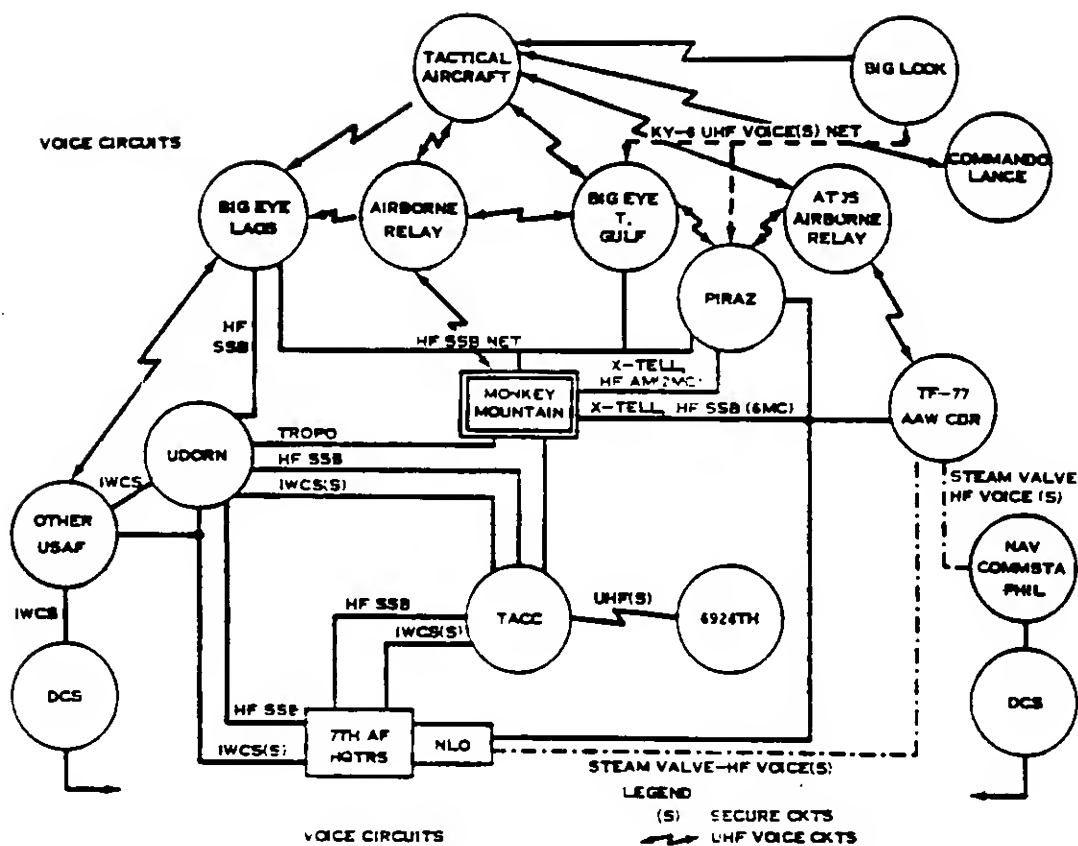 TACTICAL
AIRCRAFT
BIG LOOK
VOICE CIRCUITS
KY-8 UHF VOICE(S) NET
COMMANDO
LANCE
BIG EYE
LAOS
AIRBORNE
RELAY
BIG EYE
T.
GULF
AIRBORNE
RELAY
PIRAZ
HF
SSB
HF SSB NET
X-TELL,
HF AM(2MC)
MONKEY
MOUNTAIN
X-TELL, HF SSB (6MC)
TF-77
AAW CDR
UDORN
TROPO
HF SSB
IWCS(S)
IWCS
STEAM VALVE
HF VOICE (S)
OTHER
USAF
NAV
COMMSTA
PHIL
IWCS
HF SSB
TACC
UHF(S)
6924TH
IWCS(S)
DCS
DCS
HF SSB
7TH AF
HQTRS
NLO
IWCS(S)
STEAM VALVE-HF VOICE(S)
LEGEND
(S) SECURE CKTS
UHF VOICE CKTS
VOICE CIRCUITS